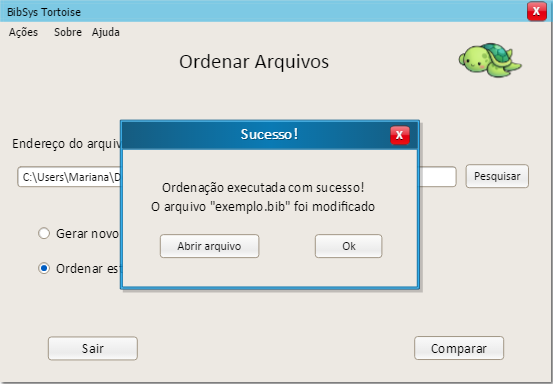 BibSys Tortoise
X
Ações Sobre Ajuda
Ordenar Arquivos
Endereço do arquiv
Sucesso!
X
C:\Users\Mariana\D
Pesquisar
Ordenação executada com sucesso!
O arquivo "exemplo.bib" foi modificado
Gerar novo
Abrir arquivo
Ok
Ordenar est
Sair
Comparar